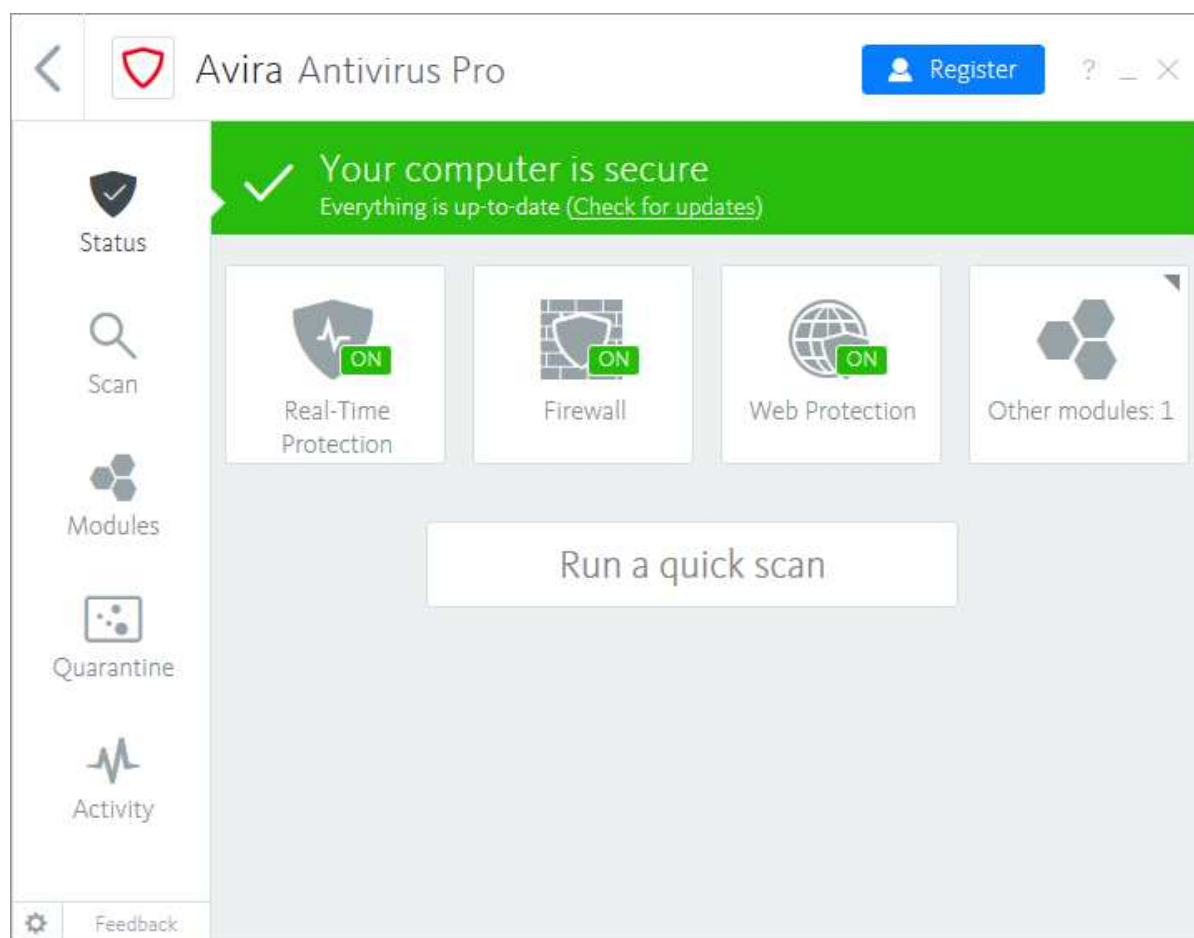 Avira Antivirus Pro
Register
?
Status
Scan
Modules
Quarantine
Activity
Feedback
Your computer is secure
Everything is up-to-date (Check for updates)
ON
Real-Time
Protection
ON
Firewall
ON
Web Protection
Other modules: 1
Run a quick scan